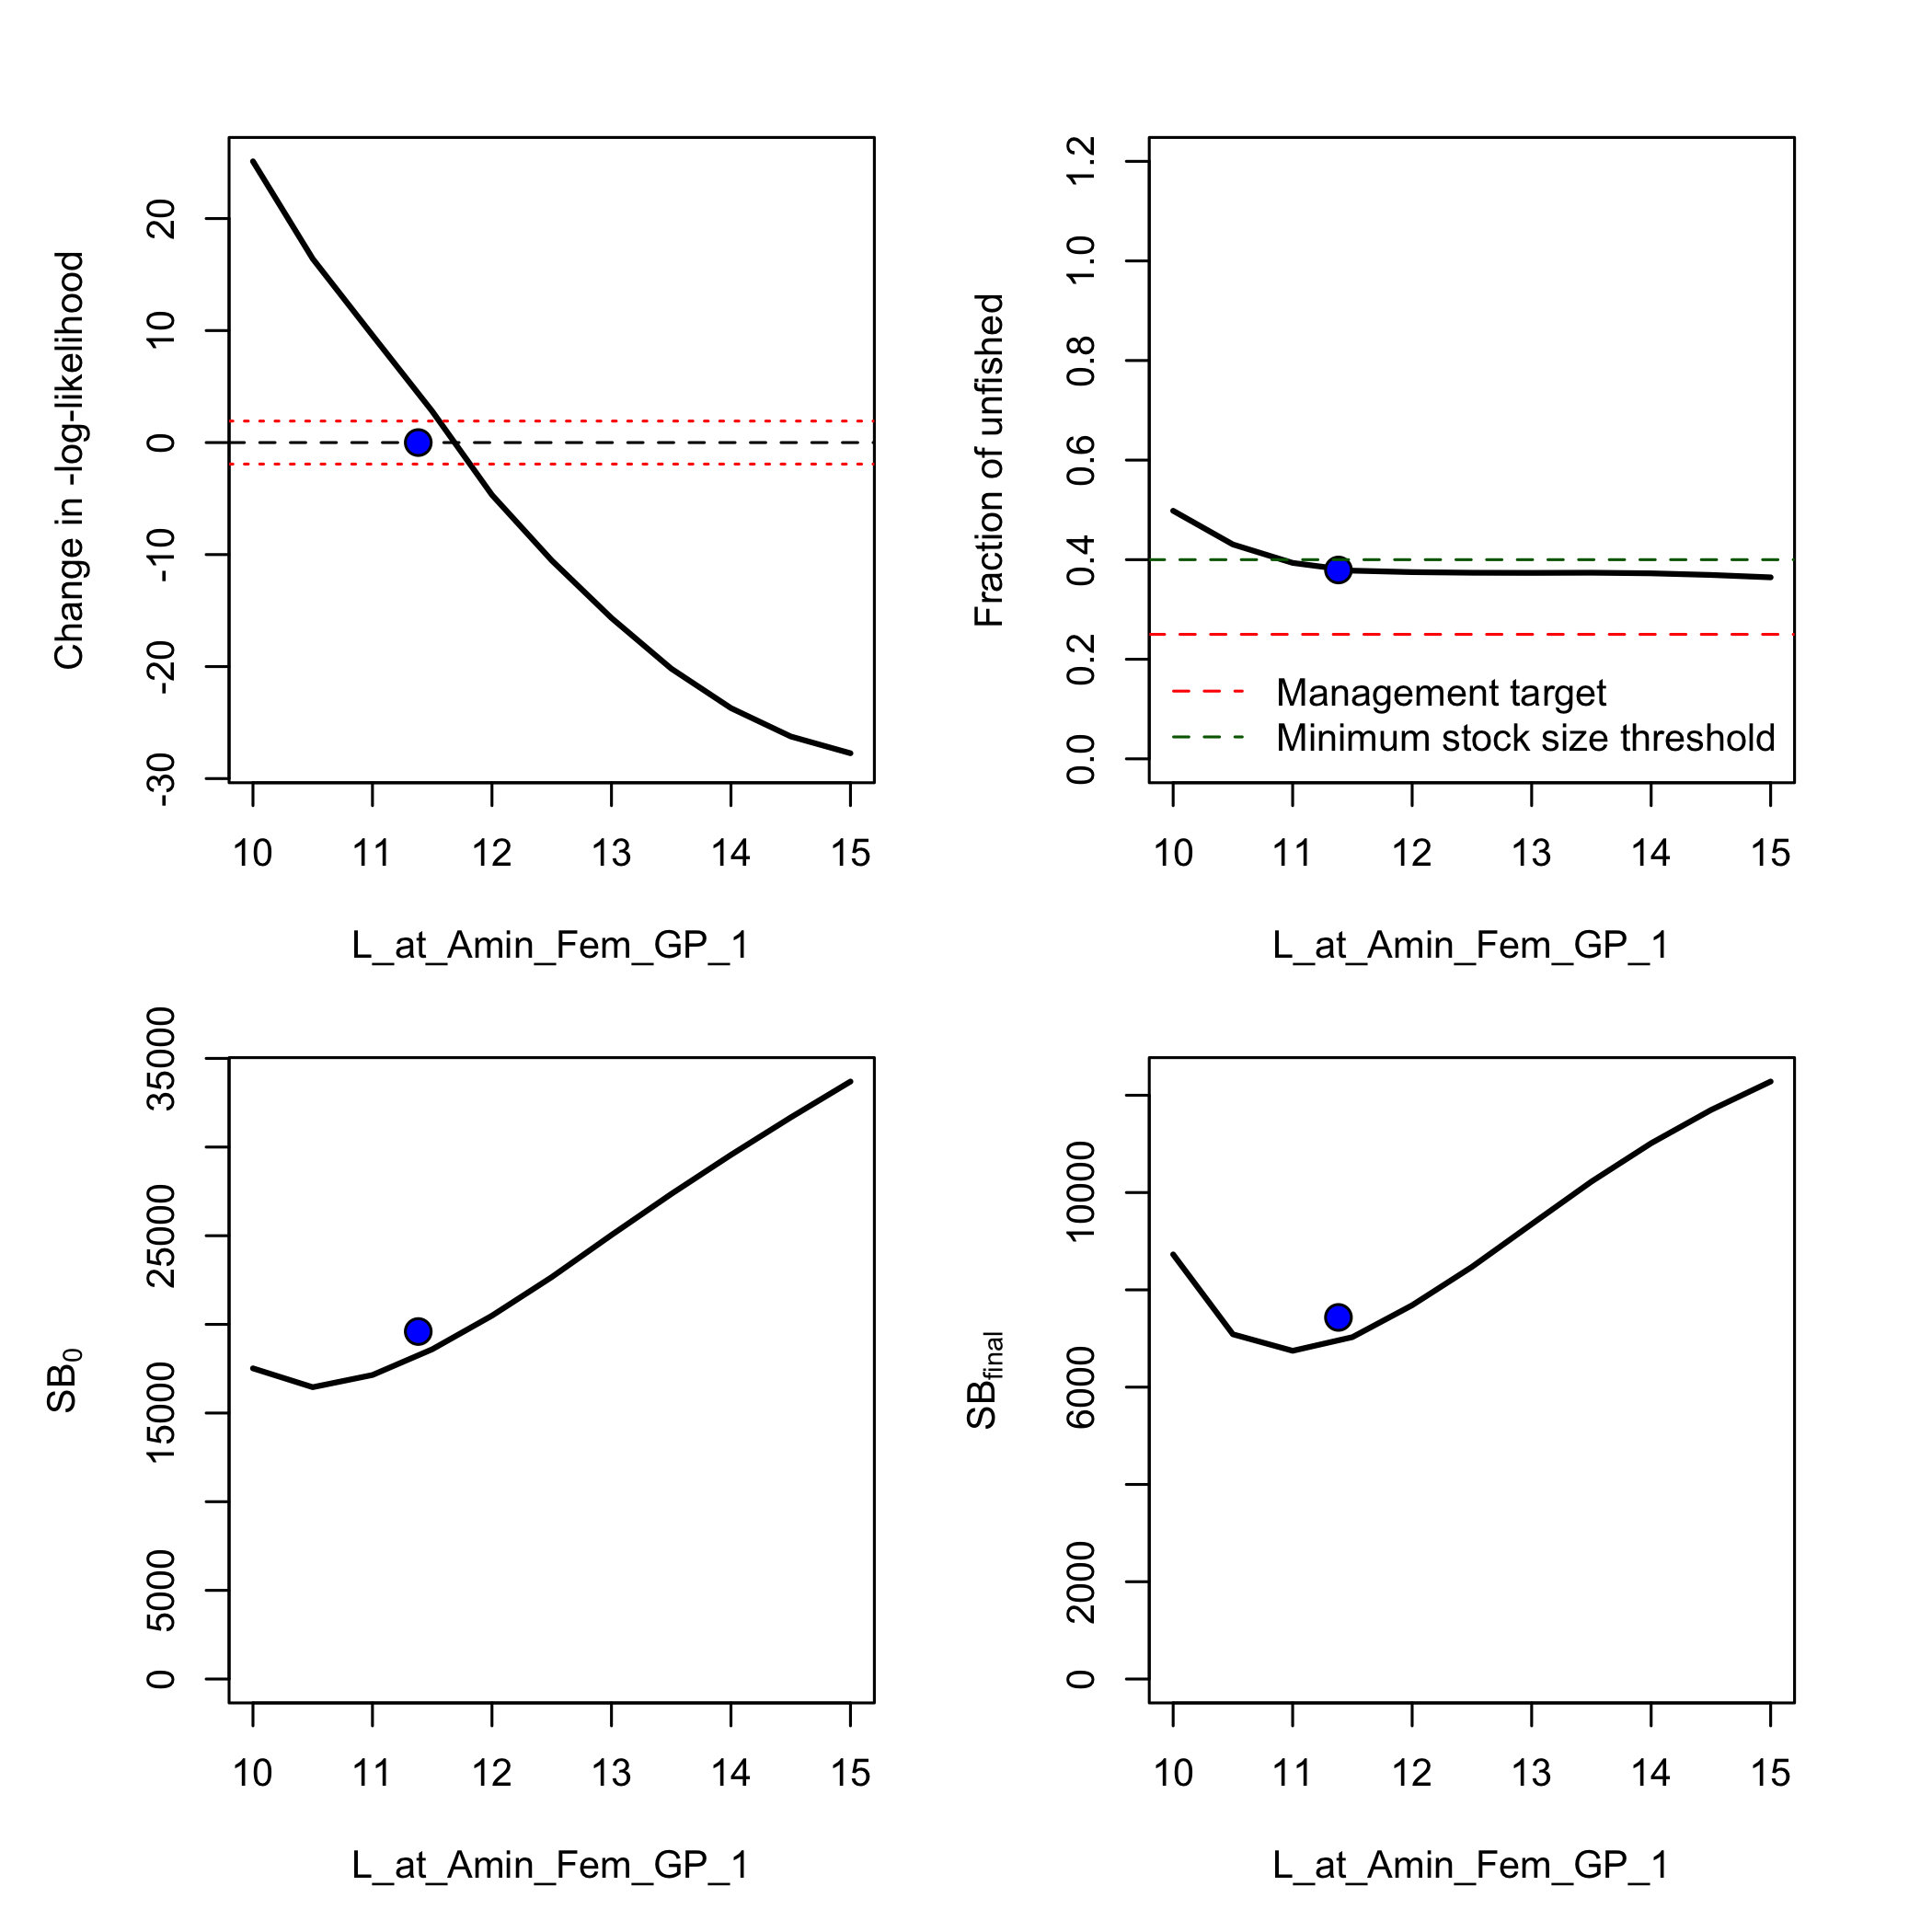 Change in -log-likelihood
20
10
0
-10
-20
-30
10 11 12 13 14 15
L_at_Amin_Fem_GP_1
Fraction of unfished
1.2
1.0
0.8
0.6
0.4
0.2
0.0
Management target
Minimum stock size threshold
10 11 12 13 14 15
L_at_Amin_Fem_GP_1
SB0
35000
25000
15000
5000
0
10 11 12 13 14 15
L_at_Amin_Fem_GP_1
SBfinal
10000
6000
2000
0
10 11 12 13 14 15
L_at_Amin_Fem_GP_1